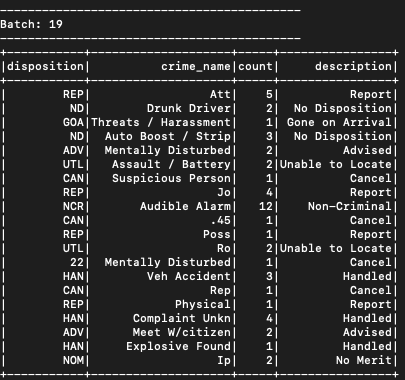 -------------------------------------------
Batch: 19
-------------------------------------------
+-----------+--------------------+-----+----------------+
|disposition|          crime_name|count|     description|
+-----------+--------------------+-----+----------------+
|        REP|                 Att|    5|          Report|
|         ND|        Drunk Driver|    2|  No Disposition|
|        GOA|Threats / Harassment|    1| Gone on Arrival|
|         ND|  Auto Boost / Strip|    3|  No Disposition|
|        ADV|  Mentally Disturbed|    2|         Advised|
|        UTL|   Assault / Battery|    2|Unable to Locate|
|        CAN|   Suspicious Person|    1|          Cancel|
|        REP|                  Jo|    4|          Report|
|        NCR|       Audible Alarm|   12|    Non-Criminal|
|        CAN|                 .45|    1|          Cancel|
|        REP|                Poss|    1|          Report|
|        UTL|                  Ro|    2|Unable to Locate|
|         22|  Mentally Disturbed|    1|          Cancel|
|        HAN|        Veh Accident|    3|         Handled|
|        CAN|                 Rep|    1|          Cancel|
|        REP|            Physical|    1|          Report|
|        HAN|      Complaint Unkn|    4|         Handled|
|        ADV|      Meet W/citizen|    2|         Advised|
|        HAN|     Explosive Found|    1|         Handled|
|        NOM|                  Ip|    2|        No Merit|
+-----------+--------------------+-----+----------------+